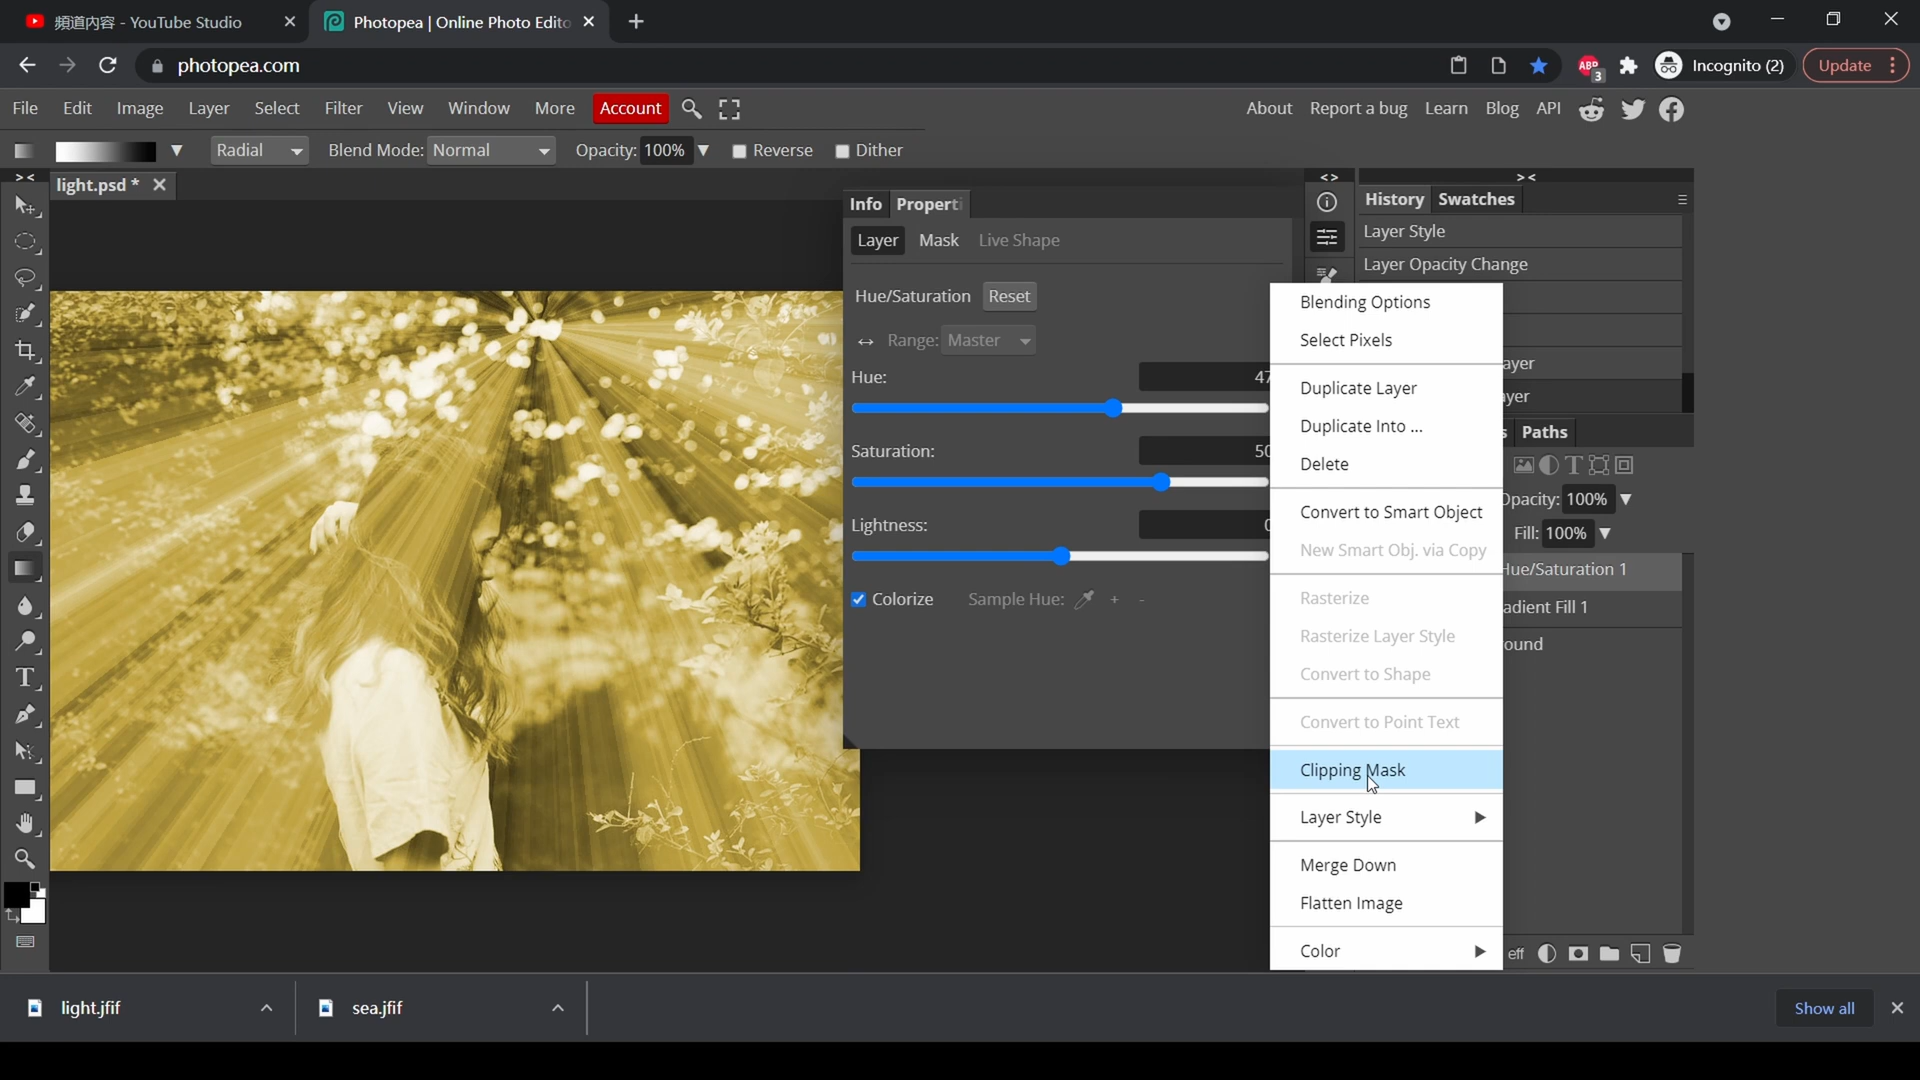 頻道内容 - YouTube Studio
Photopea | Online Photo Edito
photopea.com
ABP
3
Incognito (2)
Update
File Edit Image Layer Select Filter View Window More Account
About Report a bug Learn Blog API
Radial Blend Mode: Normal Opacity: 100% Reverse Dither
light.psd *
Info Properti
Layer Mask Live Shape
Hue/Saturation Reset
Range: Master
Hue: 47
Saturation: 50
Lightness: 0
Colorize Sample Hue: + -
History Swatches
Layer Style
Layer Opacity Change
ayer
ayer
s Paths
Opacity: 100%
Fill: 100%
Hue/Saturation 1
adient Fill 1
ound
eff
Blending Options
Select Pixels
Duplicate Layer
Duplicate Into ...
Delete
Convert to Smart Object
New Smart Obj. via Copy
Rasterize
Rasterize Layer Style
Convert to Shape
Convert to Point Text
Clipping Mask
Layer Style
Merge Down
Flatten Image
Color
light.jfif
sea.jfif
Show all